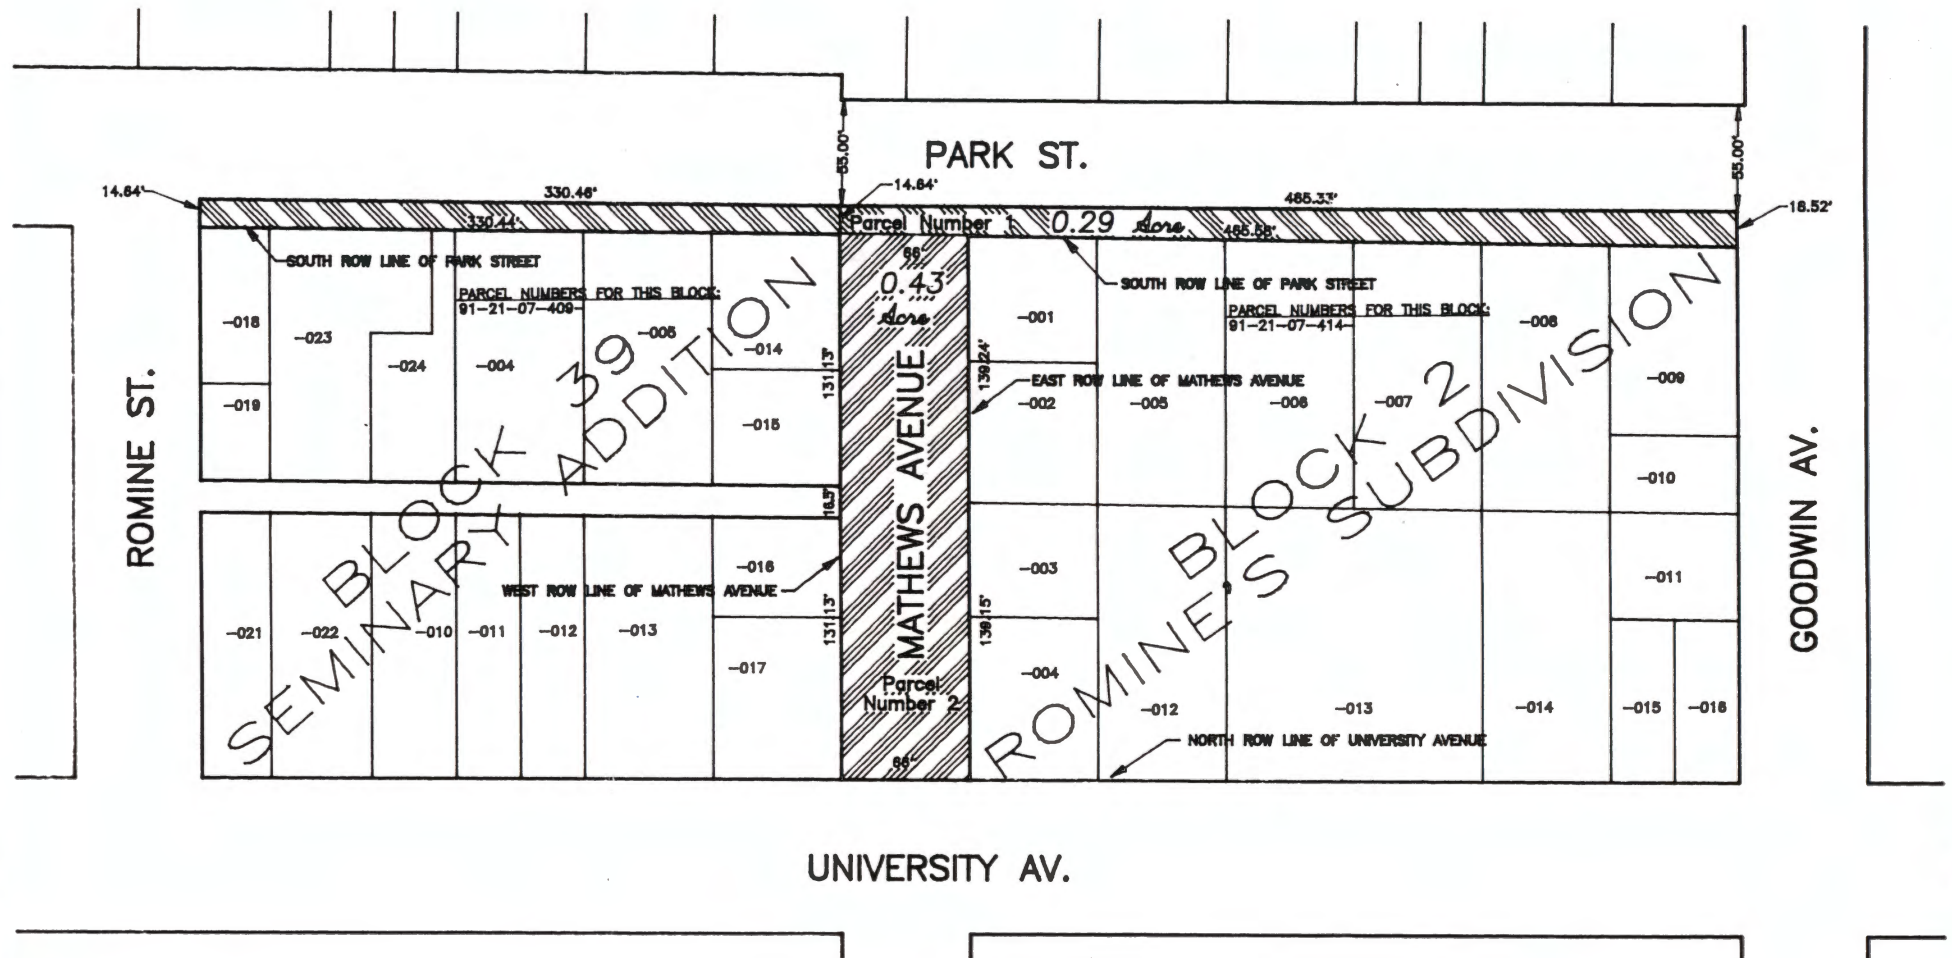 PARK ST.
55.00'
55.00'
14.64'
330.46'
14.64'
465.33'
16.52'
330.44'
Parcel Number 1
0.29 Acre
465.58'
SOUTH ROW LINE OF PARK STREET
66'
0.43
Acre
SOUTH ROW LINE OF PARK STREET
PARCEL NUMBERS FOR THIS BLOCK:
91-21-07-409-
PARCEL NUMBERS FOR THIS BLOCK:
91-21-07-414-
-018
-023
-024
-004
-005
-014
-019
-015
131.13'
16.5'
131.13'
-001
-002
139.24'
EAST ROW LINE OF MATHEWS AVENUE
-005
-006
-007
-008
-009
-010
BLOCK 39
SEMINARY ADDITION
MATHEWS AVENUE
BLOCK 2
ROMINE'S SUBDIVISION
ROMINE ST.
GOODWIN AV.
WEST ROW LINE OF MATHEWS AVENUE
-016
-003
-011
-021
-022
-010
-011
-012
-013
-017
139.15'
-004
Parcel
Number 2
66'
-012
-013
-014
-015
-016
NORTH ROW LINE OF UNIVERSITY AVENUE
UNIVERSITY AV.